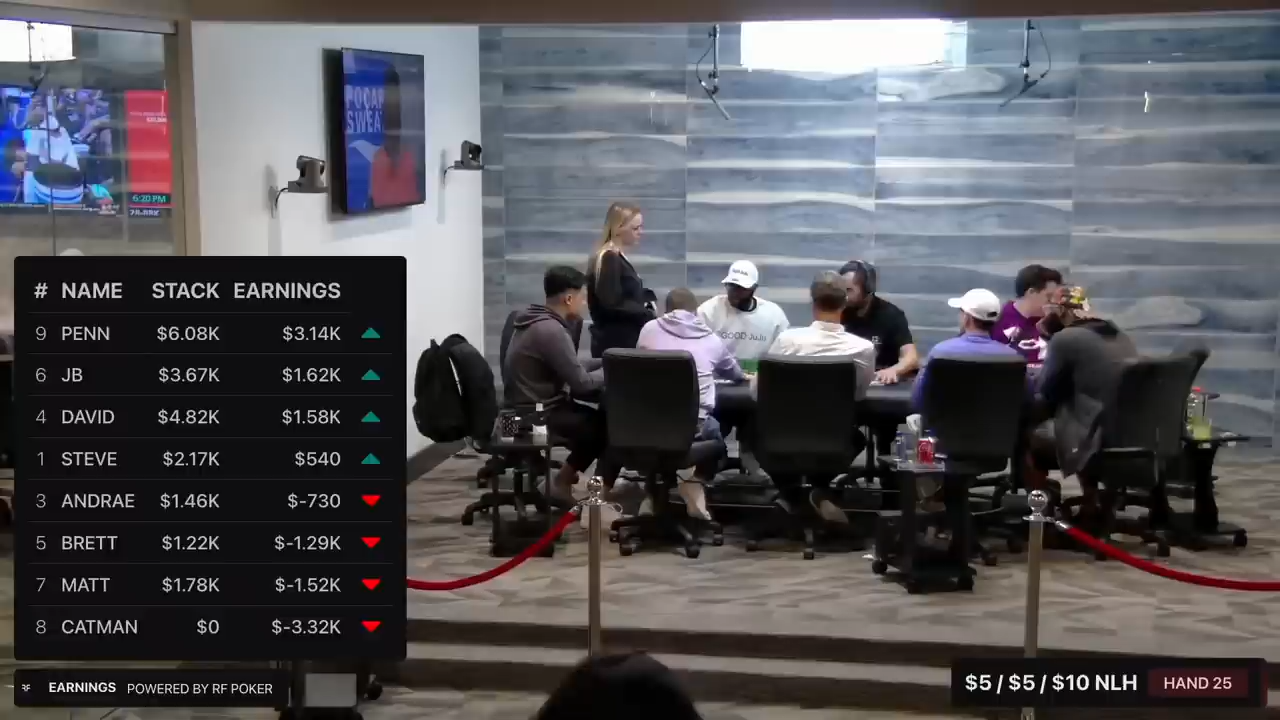 POCAR
SWEAT
6:20 PM
GOOD JuJu
# NAME STACK EARNINGS
9 PENN $6.08K $3.14K
6 JB $3.67K $1.62K
4 DAVID $4.82K $1.58K
1 STEVE $2.17K $540
3 ANDRAE $1.46K $-730
5 BRETT $1.22K $-1.29K
7 MATT $1.78K $-1.52K
8 CATMAN $0 $-3.32K
EARNINGS POWERED BY RF POKER
$5 / $5 / $10 NLH HAND 25